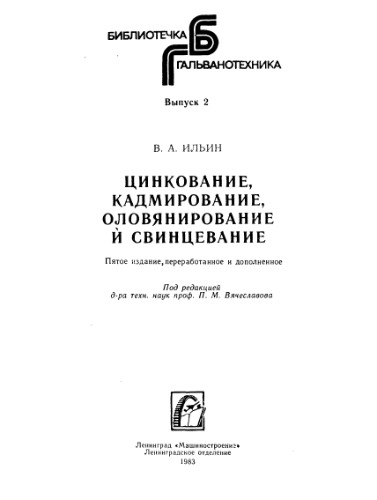 БИБЛИОТЕЧКА
ГАЛЬВАНОТЕХНИКА
Выпуск 2
В. А. ИЛЬИН
ЦИНКОВАНИЕ,
КАДМИРОВАНИЕ,
ОЛОВЯНИРОВАНИЕ
И СВИНЦЕВАНИЕ
Пятое издание, переработанное и дополненное
Под редакцией
д-ра техн. наук проф. П. М. Вячеславова
Ленинград «Машиностроение»
Ленинградское отделение
1983